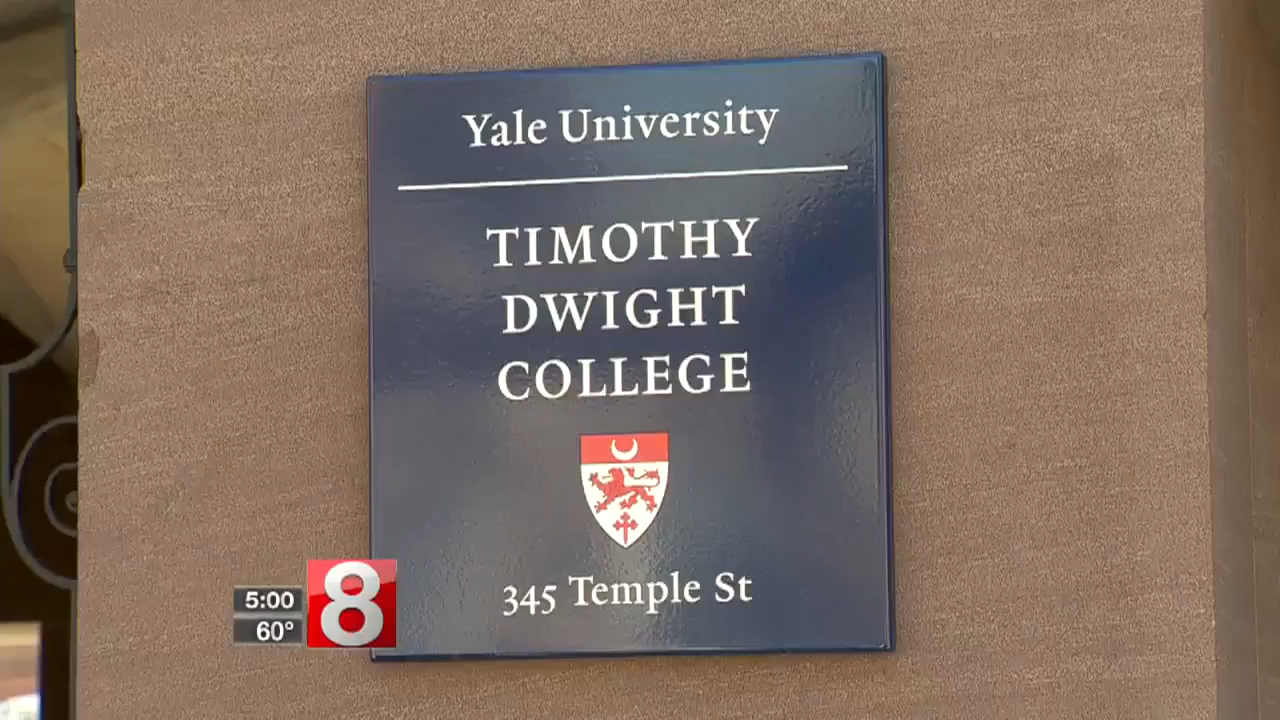 Yale University
TIMOTHY
DWIGHT
COLLEGE
345 Temple St
5:00
60°
8